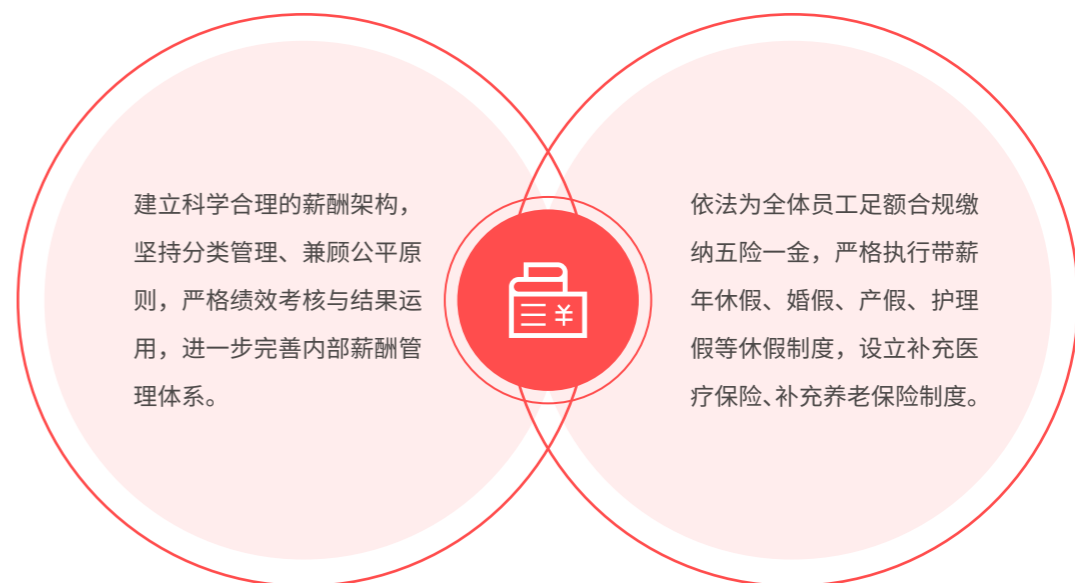 建立科学合理的薪酬架构，
坚持分类管理、兼顾公平原
则，严格绩效考核与结果运
用，进一步完善内部薪酬管
理体系。
¥
依法为全体员工足额合规缴
纳五险一金，严格执行带薪
年休假、婚假、产假、护理
假等休假制度，设立补充医
疗保险、补充养老保险制度。